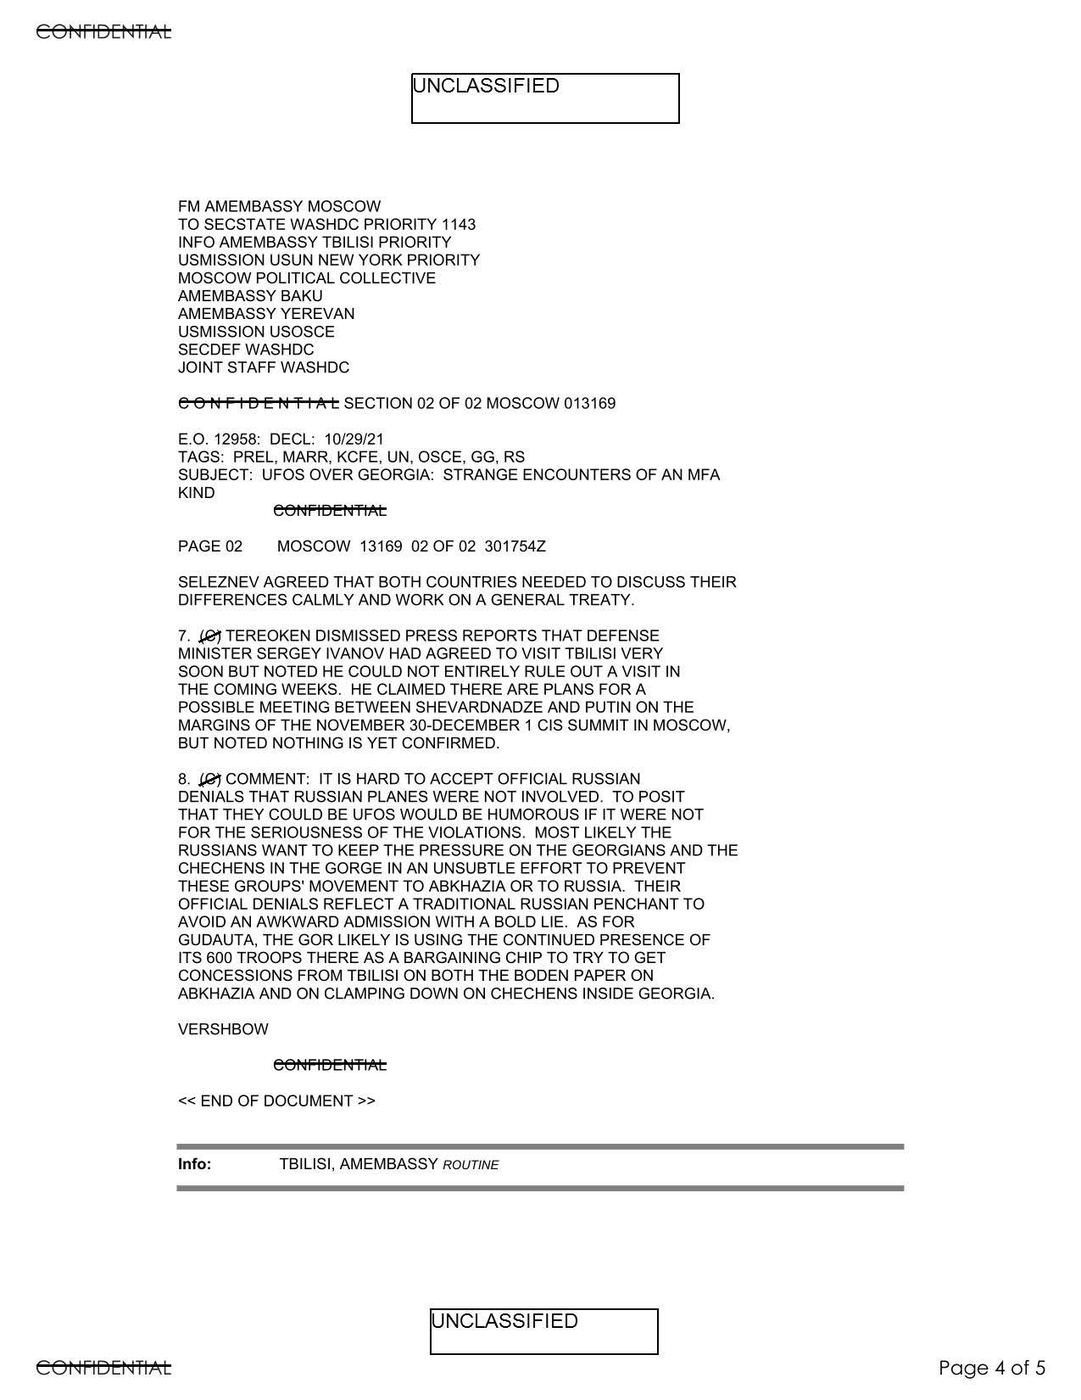 CONFIDENTIAL
UNCLASSIFIED
FM AMEMBASSY MOSCOW
TO SECSTATE WASHDC PRIORITY 1143
INFO AMEMBASSY TBILISI PRIORITY
USMISSION USUN NEW YORK PRIORITY
MOSCOW POLITICAL COLLECTIVE
AMEMBASSY BAKU
AMEMBASSY YEREVAN
USMISSION USOSCE
SECDEF WASHDC
JOINT STAFF WASHDC
C O N F I D E N T I A L SECTION 02 OF 02 MOSCOW 013169
E.O. 12958:  DECL:  10/29/21
TAGS:  PREL, MARR, KCFE, UN, OSCE, GG, RS
SUBJECT:  UFOS OVER GEORGIA:  STRANGE ENCOUNTERS OF AN MFA
KIND
CONFIDENTIAL
PAGE 02        MOSCOW  13169  02 OF 02  301754Z
SELEZNEV AGREED THAT BOTH COUNTRIES NEEDED TO DISCUSS THEIR
DIFFERENCES CALMLY AND WORK ON A GENERAL TREATY.
7.  (C) TEREOKEN DISMISSED PRESS REPORTS THAT DEFENSE
MINISTER SERGEY IVANOV HAD AGREED TO VISIT TBILISI VERY
SOON BUT NOTED HE COULD NOT ENTIRELY RULE OUT A VISIT IN
THE COMING WEEKS.  HE CLAIMED THERE ARE PLANS FOR A
POSSIBLE MEETING BETWEEN SHEVARDNADZE AND PUTIN ON THE
MARGINS OF THE NOVEMBER 30-DECEMBER 1 CIS SUMMIT IN MOSCOW,
BUT NOTED NOTHING IS YET CONFIRMED.
8.  (C) COMMENT:  IT IS HARD TO ACCEPT OFFICIAL RUSSIAN
DENIALS THAT RUSSIAN PLANES WERE NOT INVOLVED.  TO POSIT
THAT THEY COULD BE UFOS WOULD BE HUMOROUS IF IT WERE NOT
FOR THE SERIOUSNESS OF THE VIOLATIONS.  MOST LIKELY THE
RUSSIANS WANT TO KEEP THE PRESSURE ON THE GEORGIANS AND THE
CHECHENS IN THE GORGE IN AN UNSUBTLE EFFORT TO PREVENT
THESE GROUPS' MOVEMENT TO ABKHAZIA OR TO RUSSIA.  THEIR
OFFICIAL DENIALS REFLECT A TRADITIONAL RUSSIAN PENCHANT TO
AVOID AN AWKWARD ADMISSION WITH A BOLD LIE.  AS FOR
GUDAUTA, THE GOR LIKELY IS USING THE CONTINUED PRESENCE OF
ITS 600 TROOPS THERE AS A BARGAINING CHIP TO TRY TO GET
CONCESSIONS FROM TBILISI ON BOTH THE BODEN PAPER ON
ABKHAZIA AND ON CLAMPING DOWN ON CHECHENS INSIDE GEORGIA.
VERSHBOW
CONFIDENTIAL
<< END OF DOCUMENT >>
Info: TBILISI, AMEMBASSY ROUTINE
UNCLASSIFIED
CONFIDENTIAL
Page 4 of 5